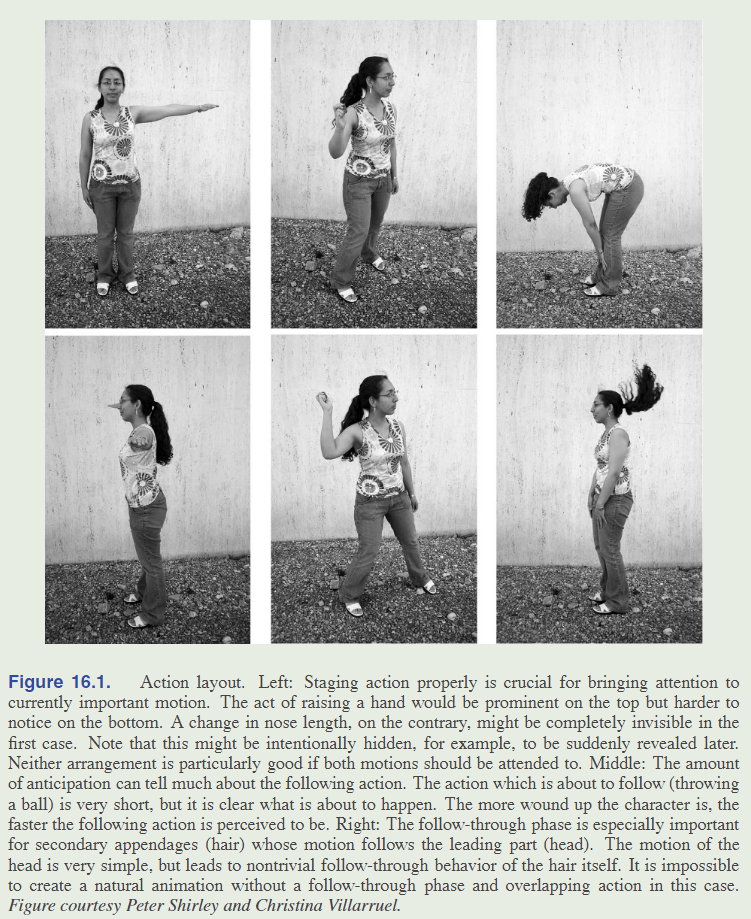 Figure 16.1. Action layout. Left: Staging action properly is crucial for bringing attention to
currently important motion. The act of raising a hand would be prominent on the top but harder to
notice on the bottom. A change in nose length, on the contrary, might be completely invisible in the
first case. Note that this might be intentionally hidden, for example, to be suddenly revealed later.
Neither arrangement is particularly good if both motions should be attended to. Middle: The amount
of anticipation can tell much about the following action. The action which is about to follow (throwing
a ball) is very short, but it is clear what is about to happen. The more wound up the character is, the
faster the following action is perceived to be. Right: The follow-through phase is especially important
for secondary appendages (hair) whose motion follows the leading part (head). The motion of the
head is very simple, but leads to nontrivial follow-through behavior of the hair itself. It is impossible
to create a natural animation without a follow-through phase and overlapping action in this case.
Figure courtesy Peter Shirley and Christina Villarruel.